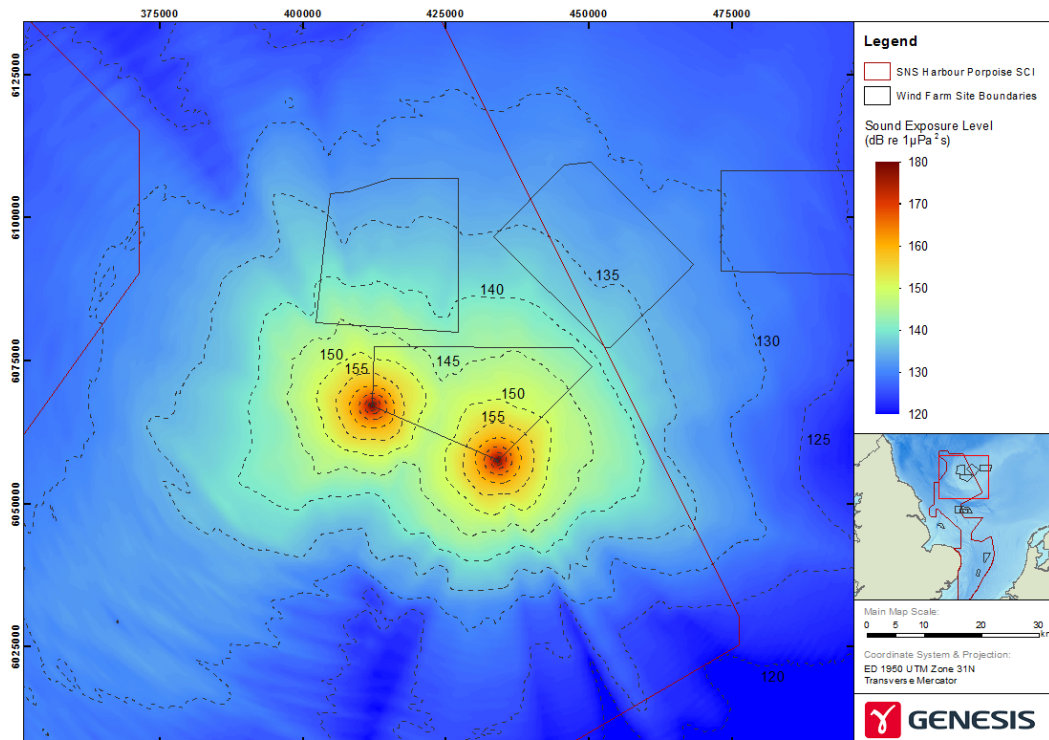 375000 400000 425000 450000 475000
6125000
6100000
6075000
6050000
6025000
135
140
130
150
145
155
150
155
125
120
Legend
SNS Harbour Porpoise SCI
Wind Farm Site Boundaries
Sound Exposure Level
(dB re 1µPa²s)
180
170
160
150
140
130
120
Main Map Scale:
0 5 10 20 30
km
Coordinate System & Projection:
ED 1950 UTM Zone 31N
Transverse Mercator
GENESIS